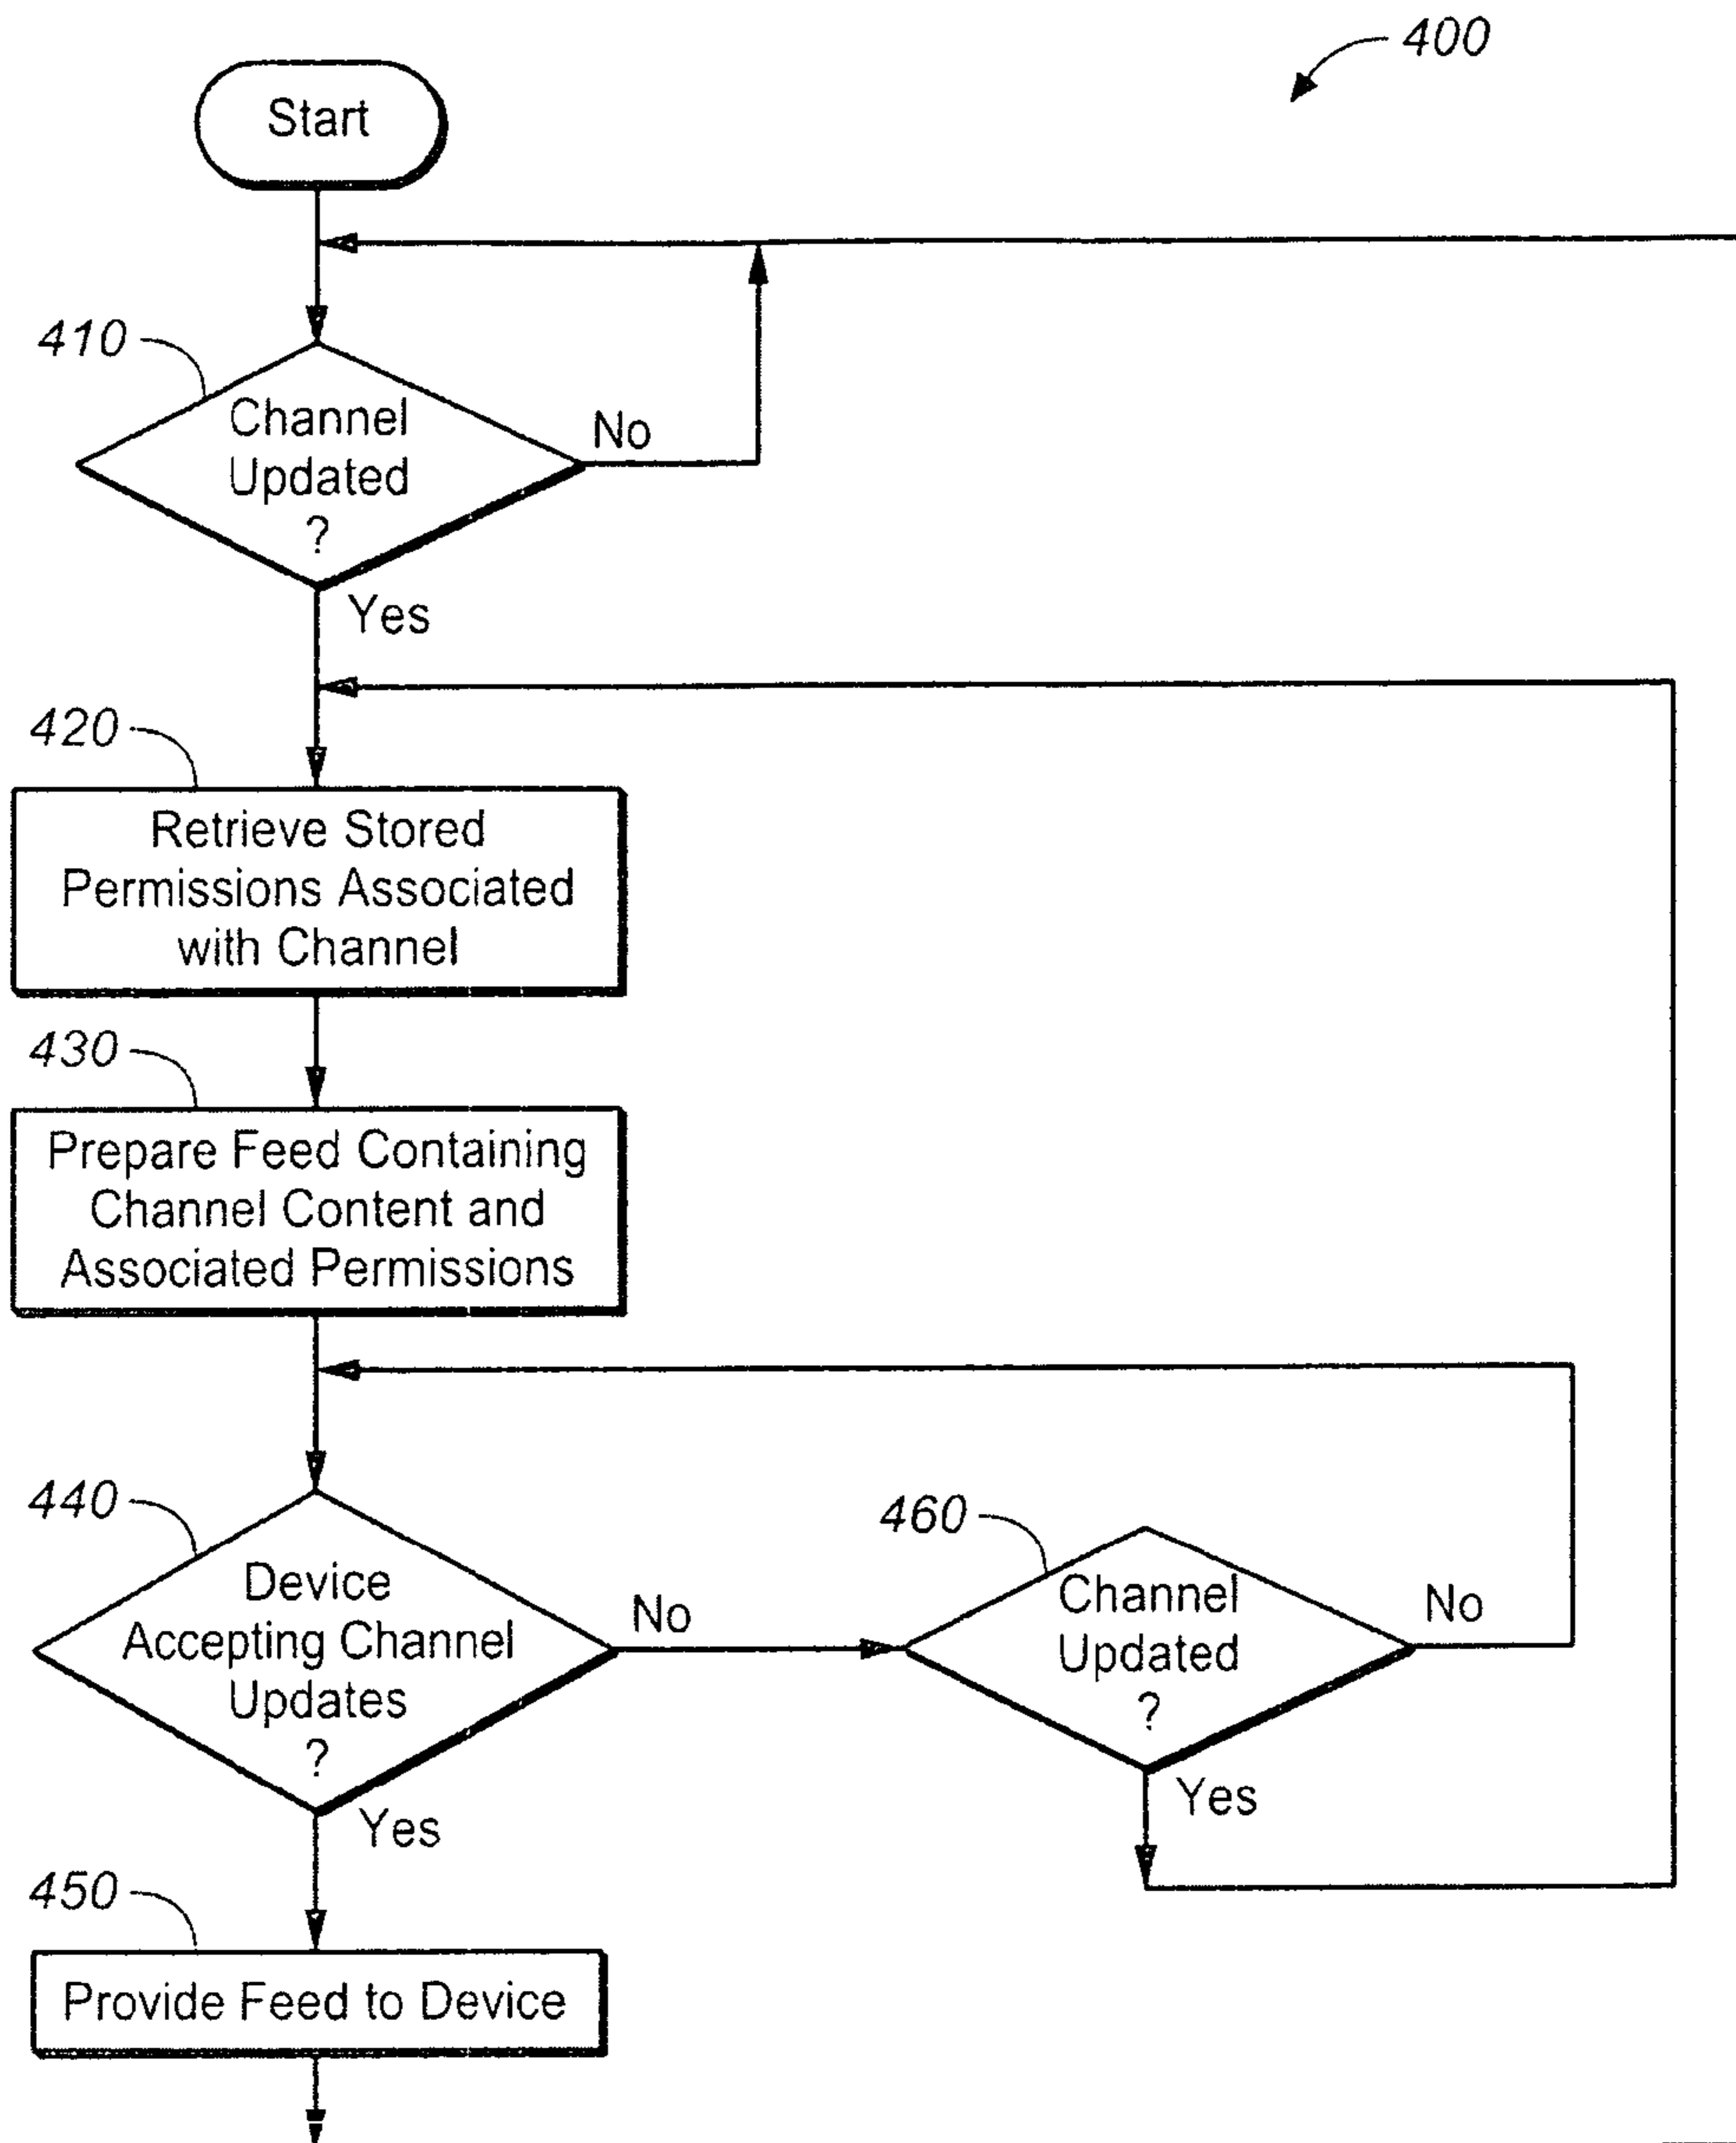 400
Start
410
Channel
Updated
?
No
Yes
420
Retrieve Stored
Permissions Associated
with Channel
430
Prepare Feed Containing
Channel Content and
Associated Permissions
440
Device
Accepting Channel
Updates
?
No
Yes
460
Channel
Updated
?
No
Yes
450
Provide Feed to Device